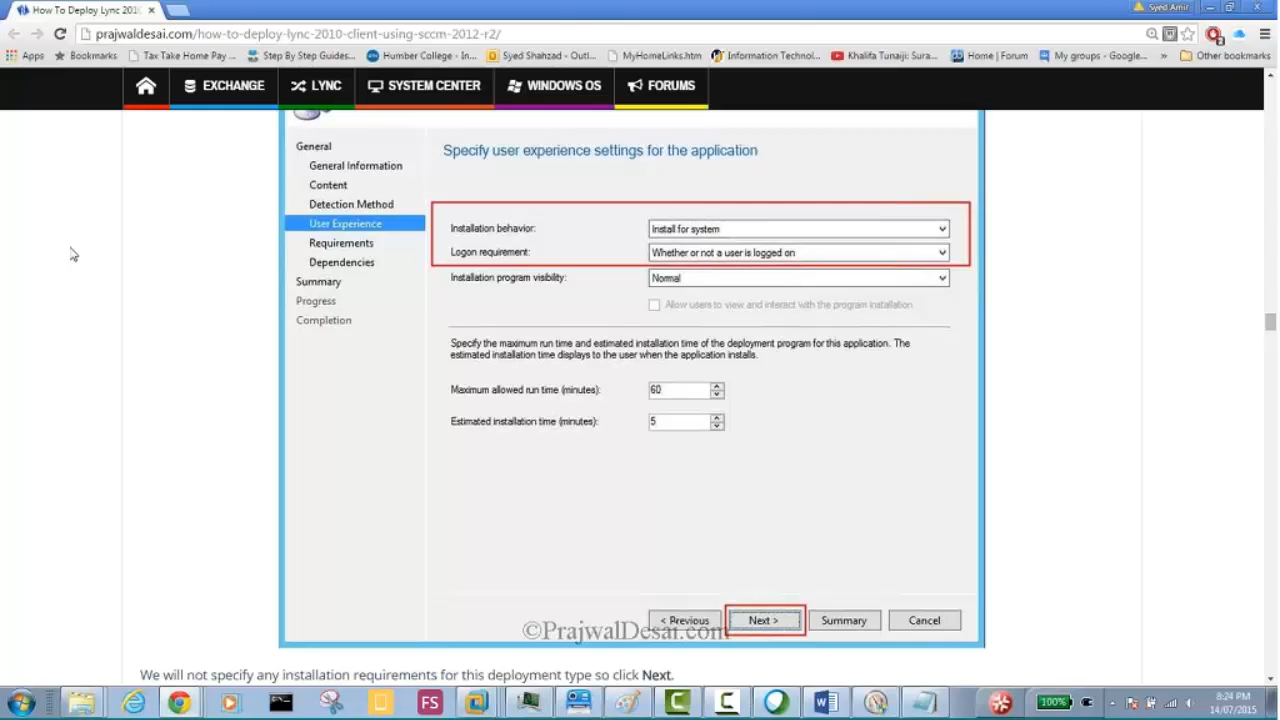 How To Deploy Lync 201
Syed Amir
prajwaldesai.com/how-to-deploy-lync-2010-client-using-sccm-2012-r2/
Apps Bookmarks Tax Take Home Pay ... Step By Step Guides... Humber College - In... Syed Shahzad - Outl... MyHomeLinks.htm Information Technol... Khalifa Tunaiji: Sura... Home | Forum My groups - Google... » Other bookmarks
EXCHANGE LYNC SYSTEM CENTER WINDOWS OS FORUMS
General
General Information
Content
Detection Method
User Experience
Requirements
Dependencies
Summary
Progress
Completion
Specify user experience settings for the application
Installation behavior: Install for system
Logon requirement: Whether or not a user is logged on
Installation program visibility: Normal
Allow users to view and interact with the program installation
Specify the maximum run time and estimated installation time of the deployment program for this application. The
estimated installation time displays to the user when the application installs.
Maximum allowed run time (minutes): 60
Estimated installation time (minutes): 5
< Previous Next > Summary Cancel
©PrajwalDesai.com
We will not specify any installation requirements for this deployment type so click Next.
FS
100%
8:24 PM
14/07/2015